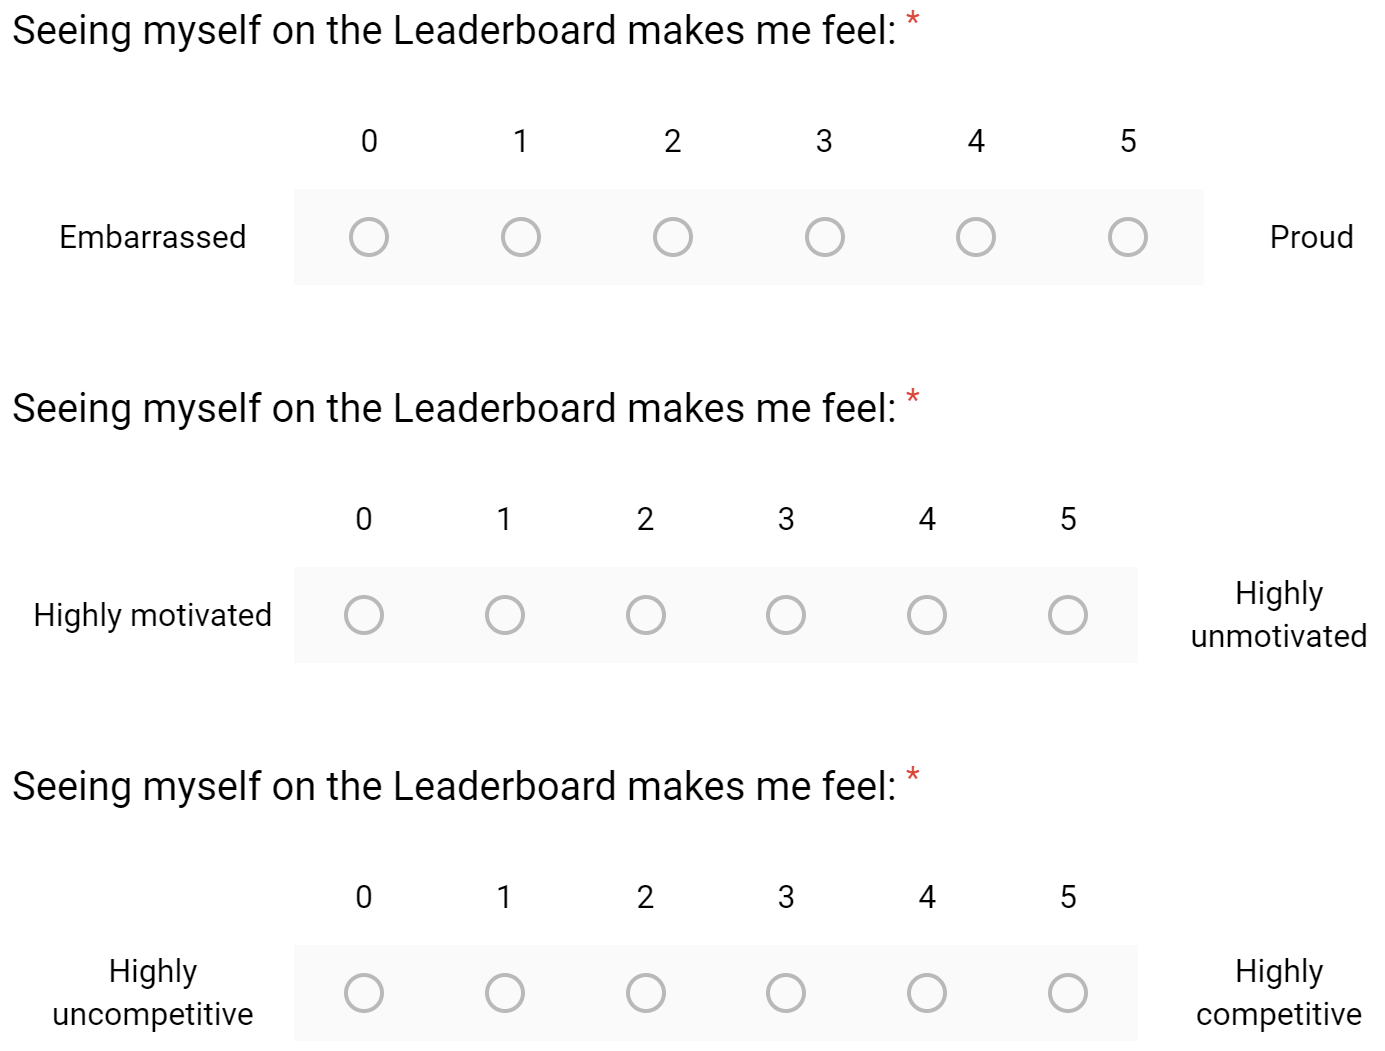 Seeing myself on the Leaderboard makes me feel: *
0 1 2 3 4 5
Embarrassed Proud
Seeing myself on the Leaderboard makes me feel: *
0 1 2 3 4 5
Highly motivated Highly unmotivated
Seeing myself on the Leaderboard makes me feel: *
0 1 2 3 4 5
Highly uncompetitive Highly competitive